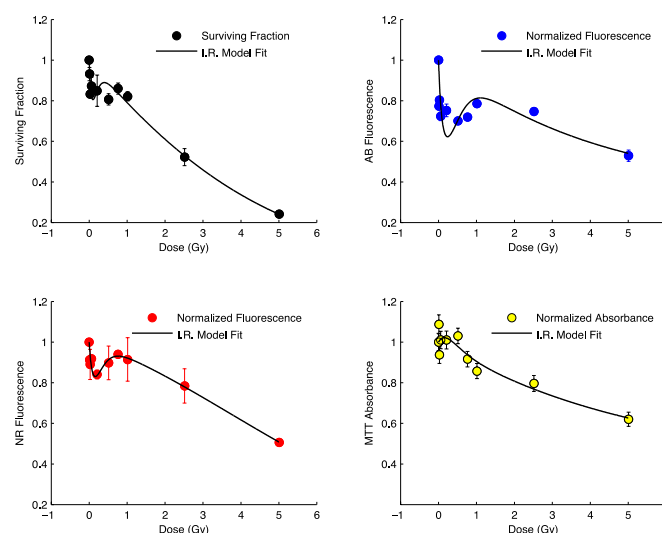 1.2
1
0.8
0.6
0.4
0.2
−1 0 1 2 3 4 5 6
Dose (Gy)
Surviving Fraction
Surviving Fraction
I.R. Model Fit
1.2
1
0.8
0.6
0.4
0.2
−1 0 1 2 3 4 5
Dose (Gy)
AB Fluorescence
Normalized Fluorescence
I.R. Model Fit
1.2
1
0.8
0.6
0.4
0.2
−1 0 1 2 3 4 5 6
Dose (Gy)
NR Fluorescence
Normalized Fluorescence
I.R. Model Fit
1.2
1
0.8
0.6
0.4
0.2
−1 0 1 2 3 4 5
Dose (Gy)
MTT Absorbance
Normalized Absorbance
I.R. Model Fit